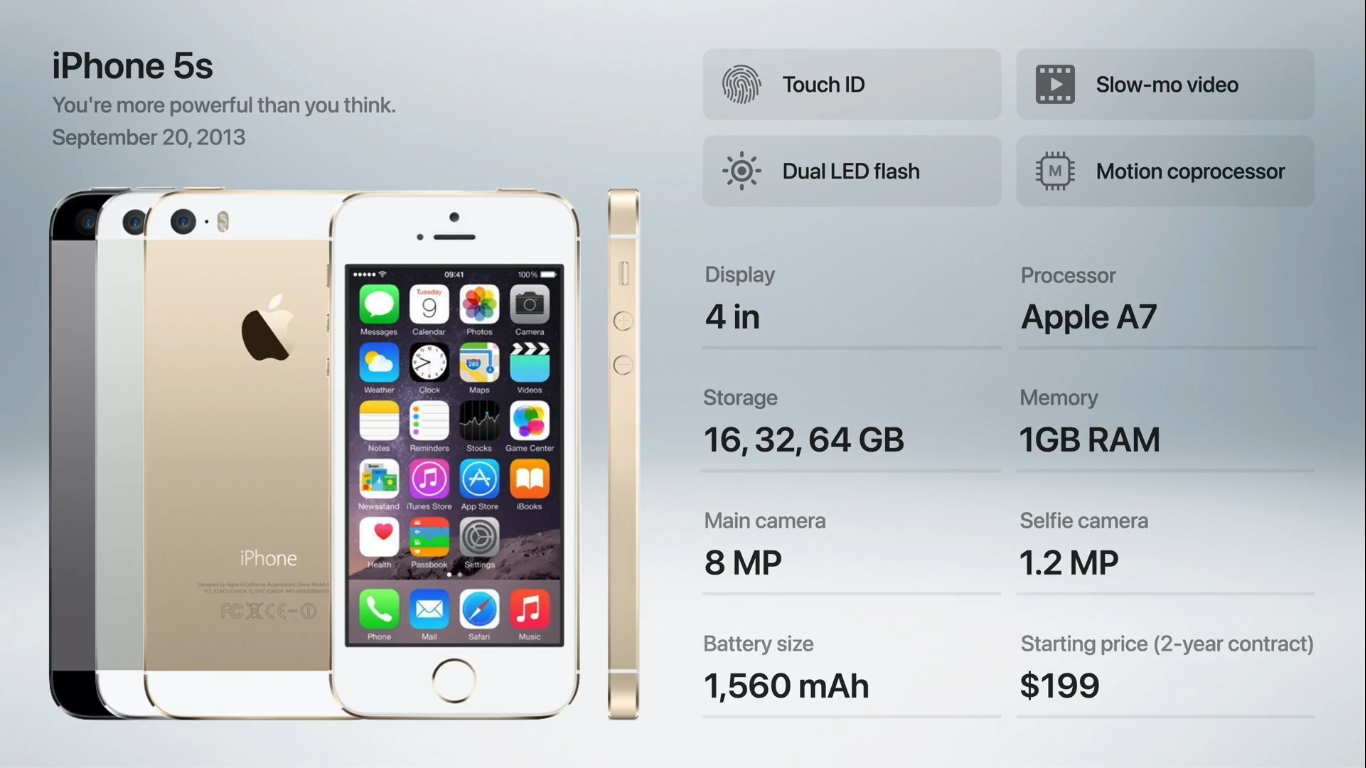 iPhone 5s
You're more powerful than you think.
September 20, 2013
Touch ID
Slow-mo video
Dual LED flash
M
Motion coprocessor
Display
4 in
Processor
Apple A7
Storage
16, 32, 64 GB
Memory
1GB RAM
Main camera
8 MP
Selfie camera
1.2 MP
Battery size
1,560 mAh
Starting price (2-year contract)
$199
09:41
100%
Tuesday
9
Messages Calendar Photos Camera
280
Weather Clock Maps Videos
Notes Reminders Stocks Game Center
Newsstand iTunes Store App Store iBooks
Health Passbook Settings
Phone Mail Safari Music
iPhone
FC CE